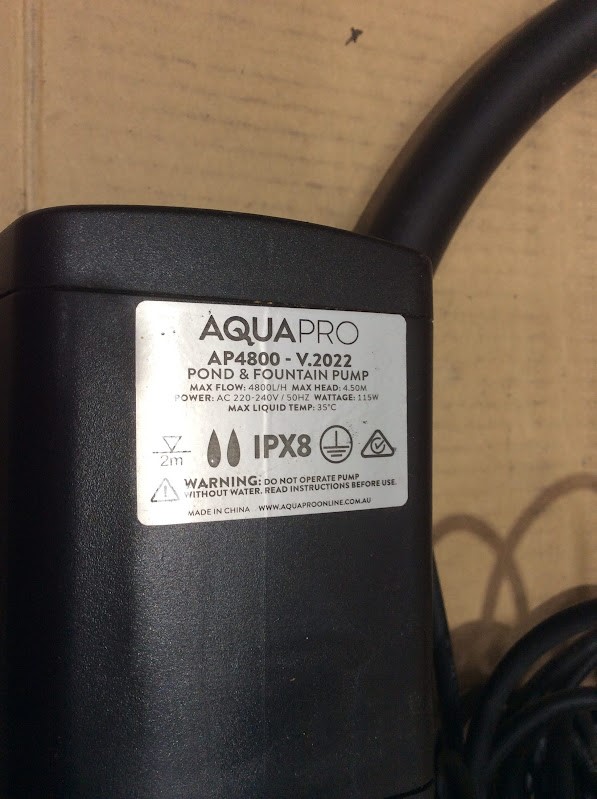 AQUAPRO
AP4800 - V.2022
POND & FOUNTAIN PUMP
MAX FLOW: 4800L/H MAX HEAD: 4.50M
POWER: AC 220-240V / 50HZ WATTAGE: 115W
MAX LIQUID TEMP: 35°C
2m IPX8
WARNING: DO NOT OPERATE PUMP
WITHOUT WATER. READ INSTRUCTIONS BEFORE USE.
MADE IN CHINA WWW.AQUAPROONLINE.COM.AU